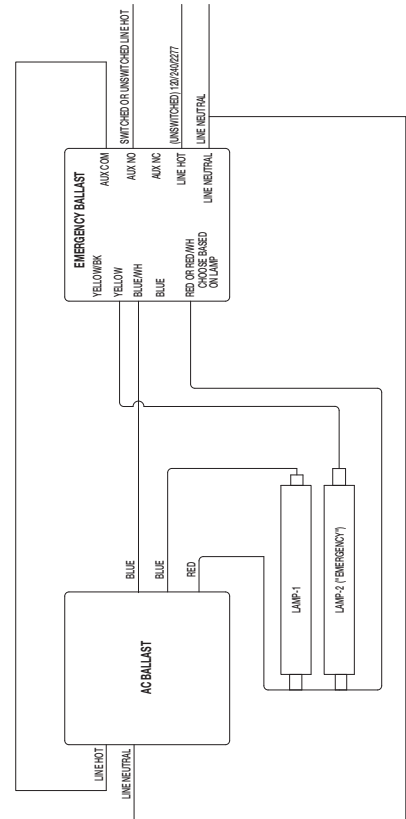 LINE HOT
LINE NEUTRAL
AC BALLAST
BLUE
BLUE
RED
LAMP-1
LAMP-2 ("EMERGENCY")
EMERGENCY BALLAST
YELLOW/BK
YELLOW
BLUE/WH
BLUE
RED OR RED/WH
CHOOSE BASED
ON LAMP
AUX COM
AUX NO
AUX NC
LINE HOT
LINE NEUTRAL
SWITCHED OR UNSWITCHED LINE HOT
(UNSWITCHED) 120/240/2277
LINE NEUTRAL